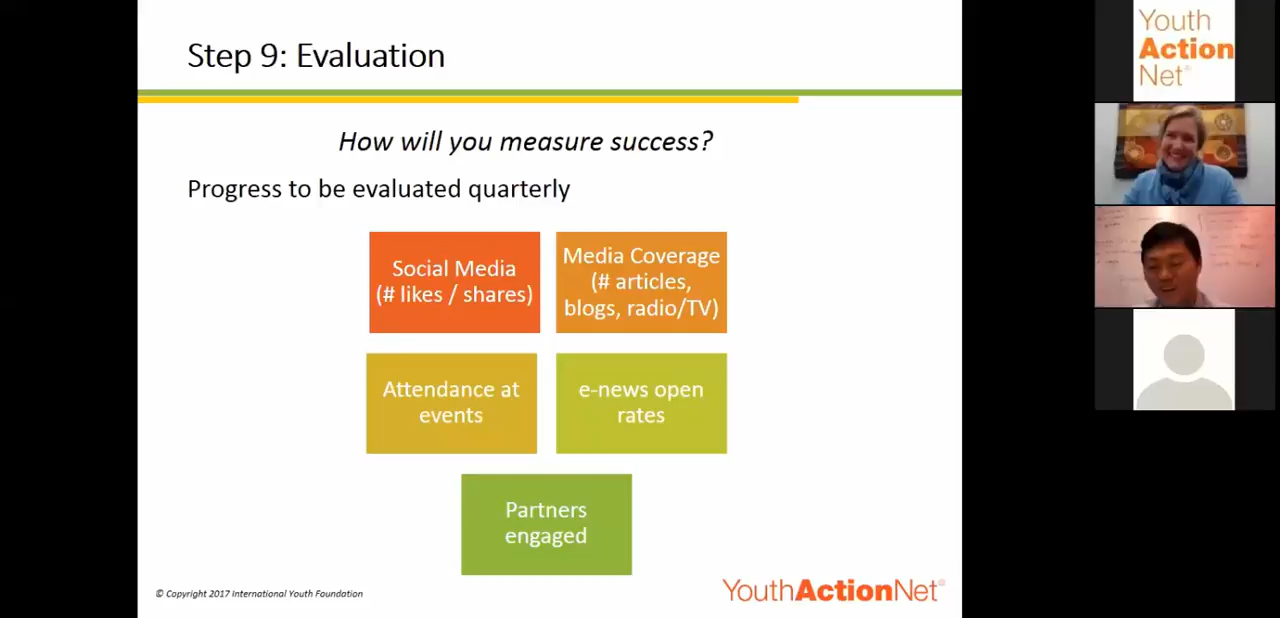 Step 9: Evaluation
How will you measure success?
Progress to be evaluated quarterly
Social Media
(# likes / shares)
Media Coverage
(# articles,
blogs, radio/TV)
Attendance at
events
e-news open
rates
Partners
engaged
© Copyright 2017 International Youth Foundation
YouthActionNet®
Youth
Action
Net®